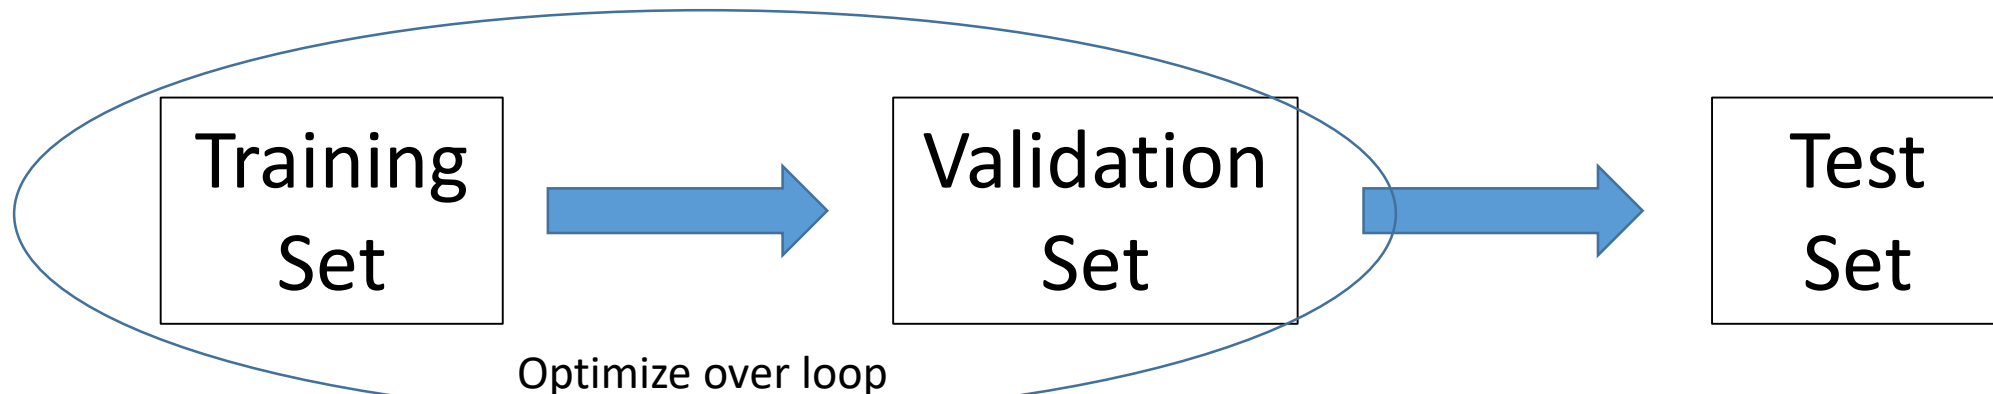 Training
Set
Validation
Set
Test
Set
Optimize over loop